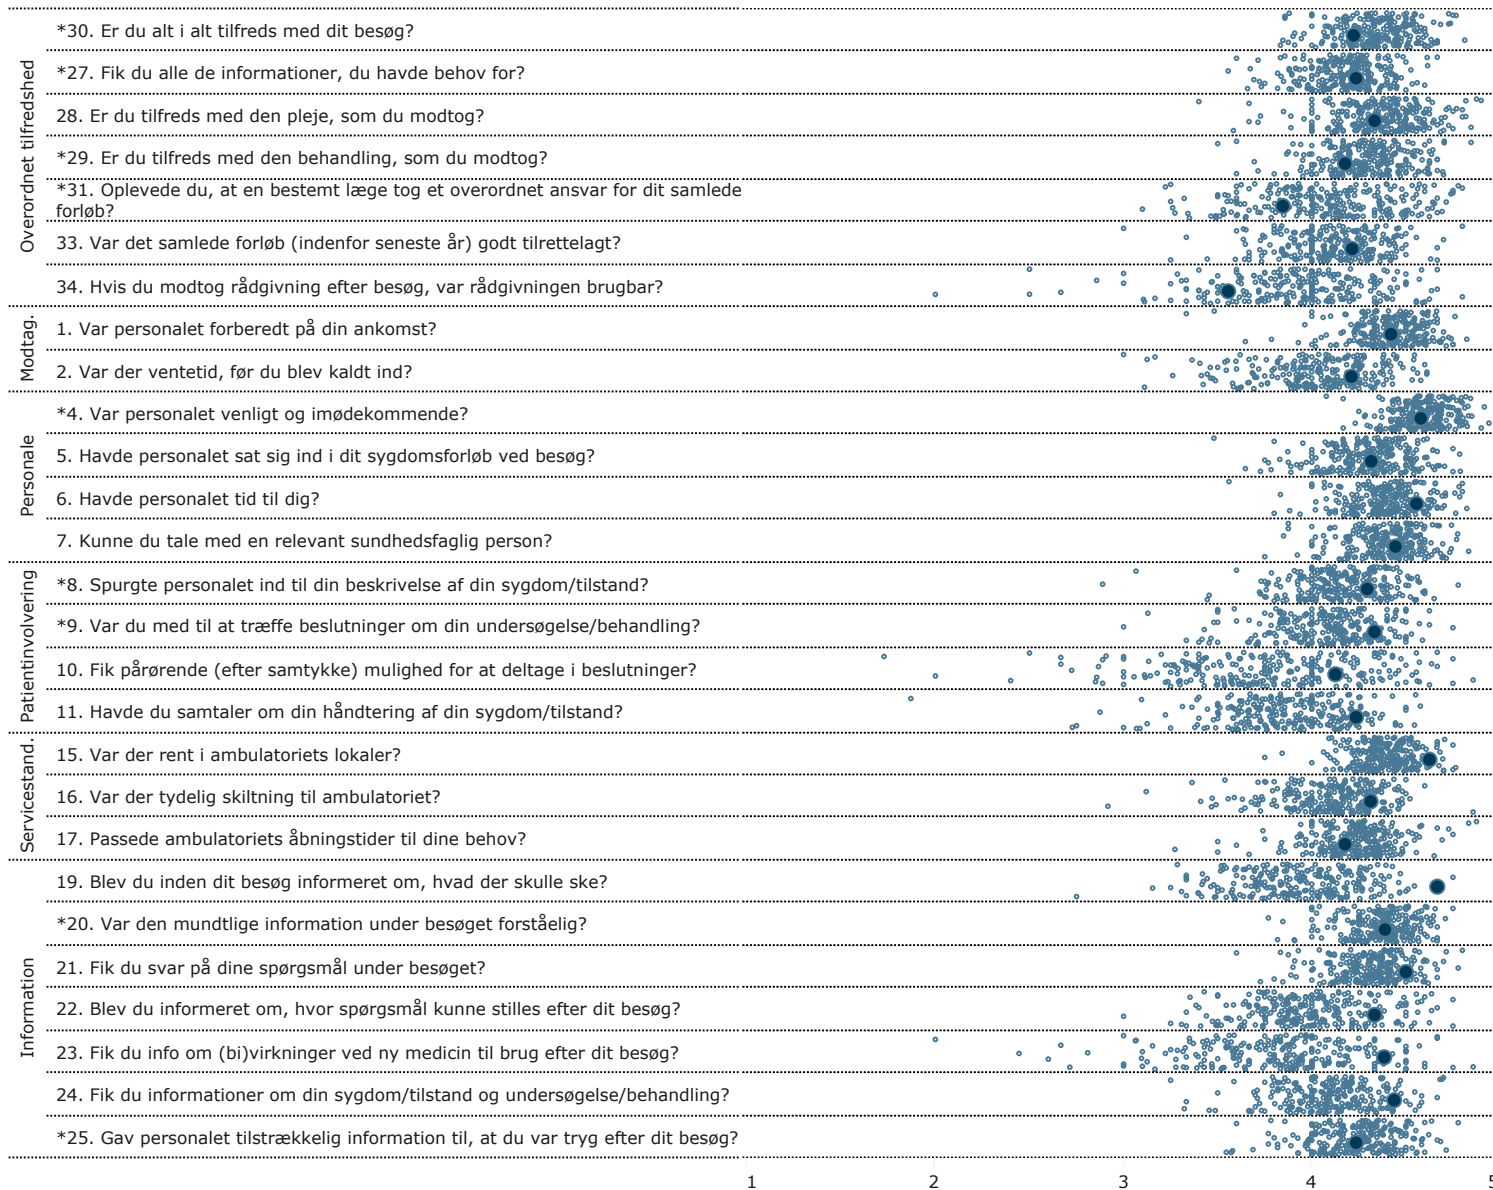 Overordnet tilfredshed
*30. Er du alt i alt tilfreds med dit besøg?
*27. Fik du alle de informationer, du havde behov for?
28. Er du tilfreds med den pleje, som du modtog?
*29. Er du tilfreds med den behandling, som du modtog?
*31. Oplevede du, at en bestemt læge tog et overordnet ansvar for dit samlede
forløb?
33. Var det samlede forløb (indenfor seneste år) godt tilrettelagt?
34. Hvis du modtog rådgivning efter besøg, var rådgivningen brugbar?
Modtag.
1. Var personalet forberedt på din ankomst?
2. Var der ventetid, før du blev kaldt ind?
Personale
*4. Var personalet venligt og imødekommende?
5. Havde personalet sat sig ind i dit sygdomsforløb ved besøg?
6. Havde personalet tid til dig?
7. Kunne du tale med en relevant sundhedsfaglig person?
Patientinvolvering
*8. Spurgte personalet ind til din beskrivelse af din sygdom/tilstand?
*9. Var du med til at træffe beslutninger om din undersøgelse/behandling?
10. Fik pårørende (efter samtykke) mulighed for at deltage i beslutninger?
11. Havde du samtaler om din håndtering af din sygdom/tilstand?
Servicestand.
15. Var der rent i ambulatoriets lokaler?
16. Var der tydelig skiltning til ambulatoriet?
17. Passede ambulatoriets åbningstider til dine behov?
Information
19. Blev du inden dit besøg informeret om, hvad der skulle ske?
*20. Var den mundtlige information under besøget forståelig?
21. Fik du svar på dine spørgsmål under besøget?
22. Blev du informeret om, hvor spørgsmål kunne stilles efter dit besøg?
23. Fik du info om (bi)virkninger ved ny medicin til brug efter dit besøg?
24. Fik du informationer om din sygdom/tilstand og undersøgelse/behandling?
*25. Gav personalet tilstrækkelig information til, at du var tryg efter dit besøg?
1 2 3 4 5